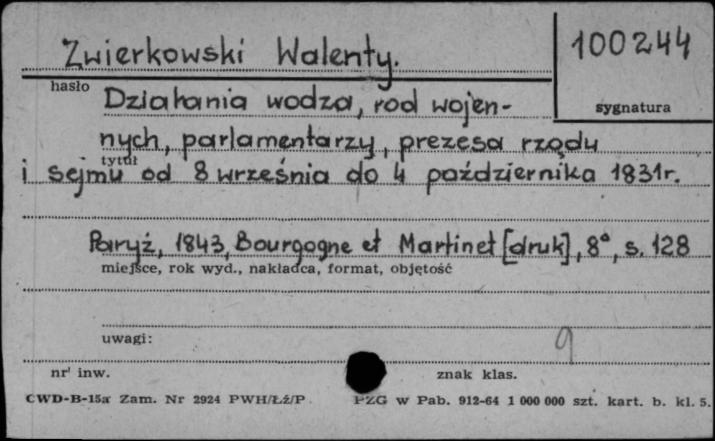 Zwierkowski Walenty. 100244
hasło
Działania wodza, rad wojen- sygnatura
nych, parlamentarzy, prezesa rządu
tytuł
i sejmu od 8 września do 4 października 1831r.
Paryż, 1843, Bourgogne et Martinet [druk], 8°, s. 128
miejsce, rok wyd., nakładca, format, objętość
uwagi: 9
nr inw. znak klas.
CWD-B-15a Zam. Nr 2924 PWH/Łź/P PZG w Pab. 912-64 1 000 000 szt. kart. b. kl. 5.